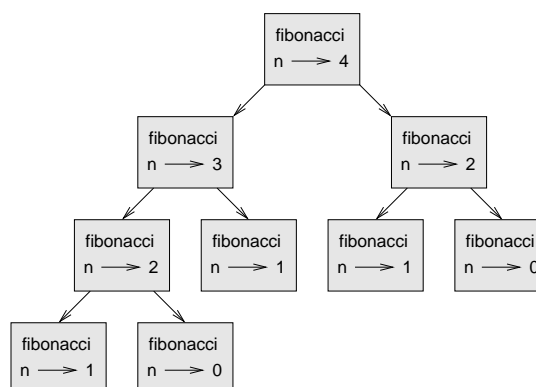 fibonacci
n → 4
fibonacci
n → 3
fibonacci
n → 2
fibonacci
n → 2
fibonacci
n → 1
fibonacci
n → 1
fibonacci
n → 0
fibonacci
n → 1
fibonacci
n → 0